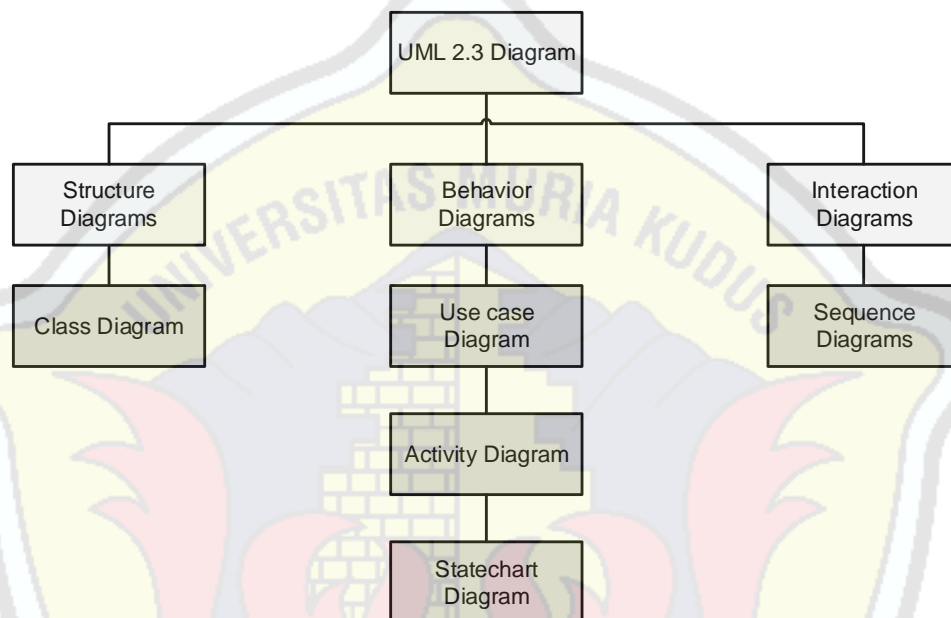 UML 2.3 Diagram
Structure
Diagrams
Behavior
Diagrams
Interaction
Diagrams
UNIVERSITAS MURIA KUDUS
Class Diagram
Use case
Diagram
Sequence
Diagrams
Activity Diagram
Statechart
Diagram